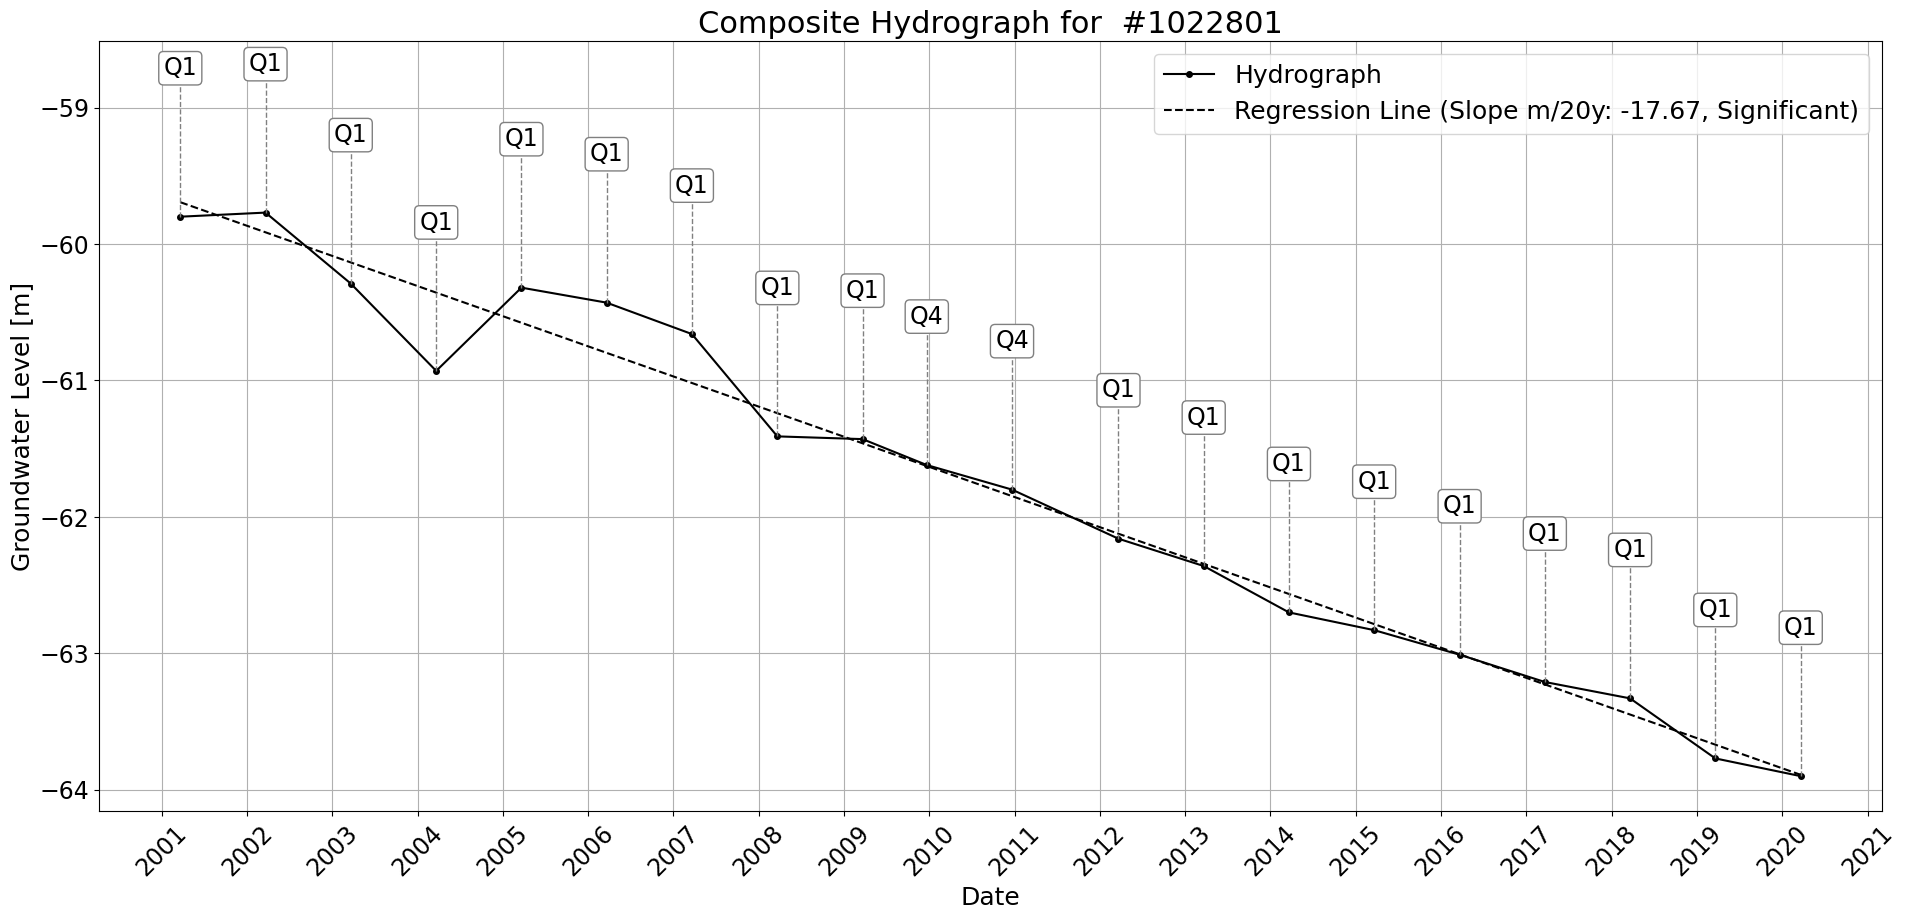 Composite Hydrograph for  #1022801
Hydrograph
Regression Line (Slope m/20y: -17.67, Significant)
Q1
Q1
Q1
Q1
Q1
Q1
Q1
Q1
Q1
Q4
Q4
Q1
Q1
Q1
Q1
Q1
Q1
Q1
Q1
Q1
Groundwater Level [m]
−59
−60
−61
−62
−63
−64
2001
2002
2003
2004
2005
2006
2007
2008
2009
2010
2011
2012
2013
2014
2015
2016
2017
2018
2019
2020
2021
Date